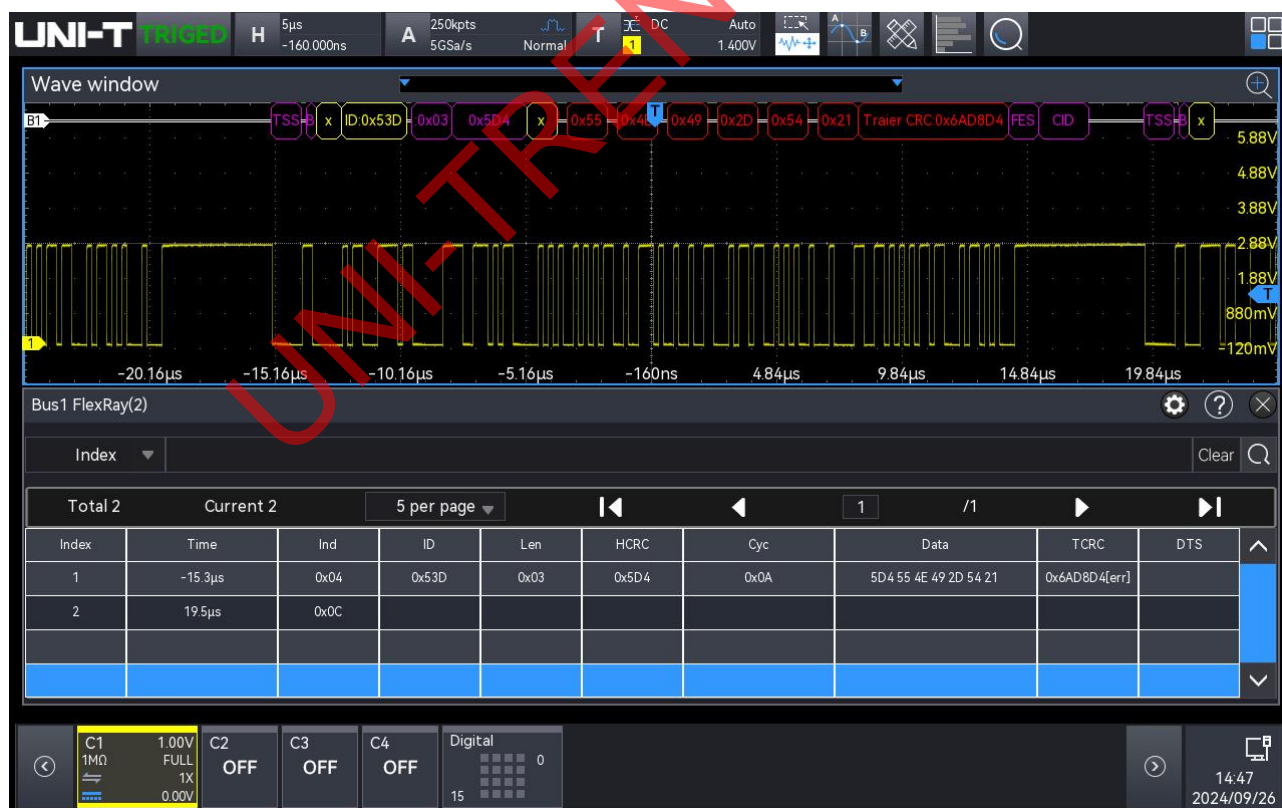 UNI-T TRIGED H 5µs -160.000ns A 250kpts 5GSa/s Normal T DC 1 Auto 1.400V
Wave window
B1 TSS B x ID:0x53D 0x03 0x5D4 x 0x55 0x4E T 0x49 0x2D 0x54 0x21 Traier CRC:0x6AD8D4 FES CID TSS B x
5.88V
4.88V
3.88V
2.88V
1.88V
T
880mV
1 -120mV
-20.16µs -15.16µs -10.16µs -5.16µs -160ns 4.84µs 9.84µs 14.84µs 19.84µs
UNI-TREN
Bus1 FlexRay(2)
Index Clear
Total 2 Current 2 5 per page 1 /1
Index Time Ind ID Len HCRC Cyc Data TCRC DTS
1 -15.3µs 0x04 0x53D 0x03 0x5D4 0x0A 5D4 55 4E 49 2D 54 21 0x6AD8D4[err]
2 19.5µs 0x0C
C1 1.00V C2 C3 C4 Digital
1MΩ FULL OFF OFF OFF 0
1X
0.00V 15
14:47
2024/09/26